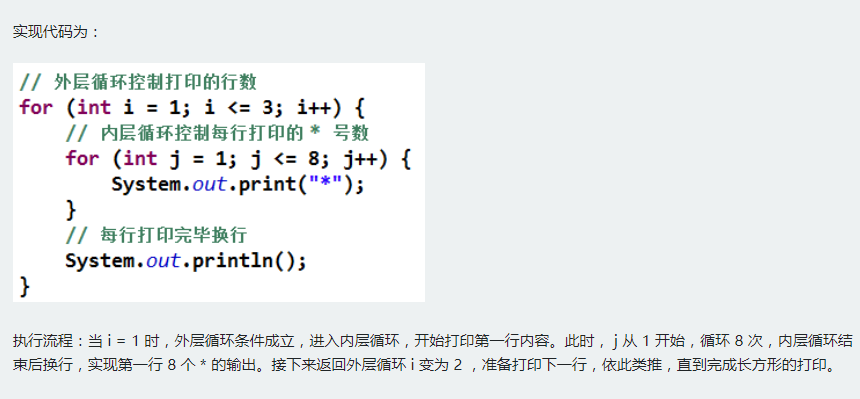 实现代码为：
// 外层循环控制打印的行数
for (int i = 1; i <= 3; i++) {
// 内层循环控制每行打印的 * 号数
for (int j = 1; j <= 8; j++) {
System.out.print("*");
}
// 每行打印完毕换行
System.out.println();
}
执行流程：当 i = 1 时，外层循环条件成立，进入内层循环，开始打印第一行内容。此时， j 从 1 开始，循环 8 次，内层循环结
束后换行，实现第一行 8 个 * 的输出。接下来返回外层循环 i 变为 2 ，准备打印下一行，依此类推，直到完成长方形的打印。